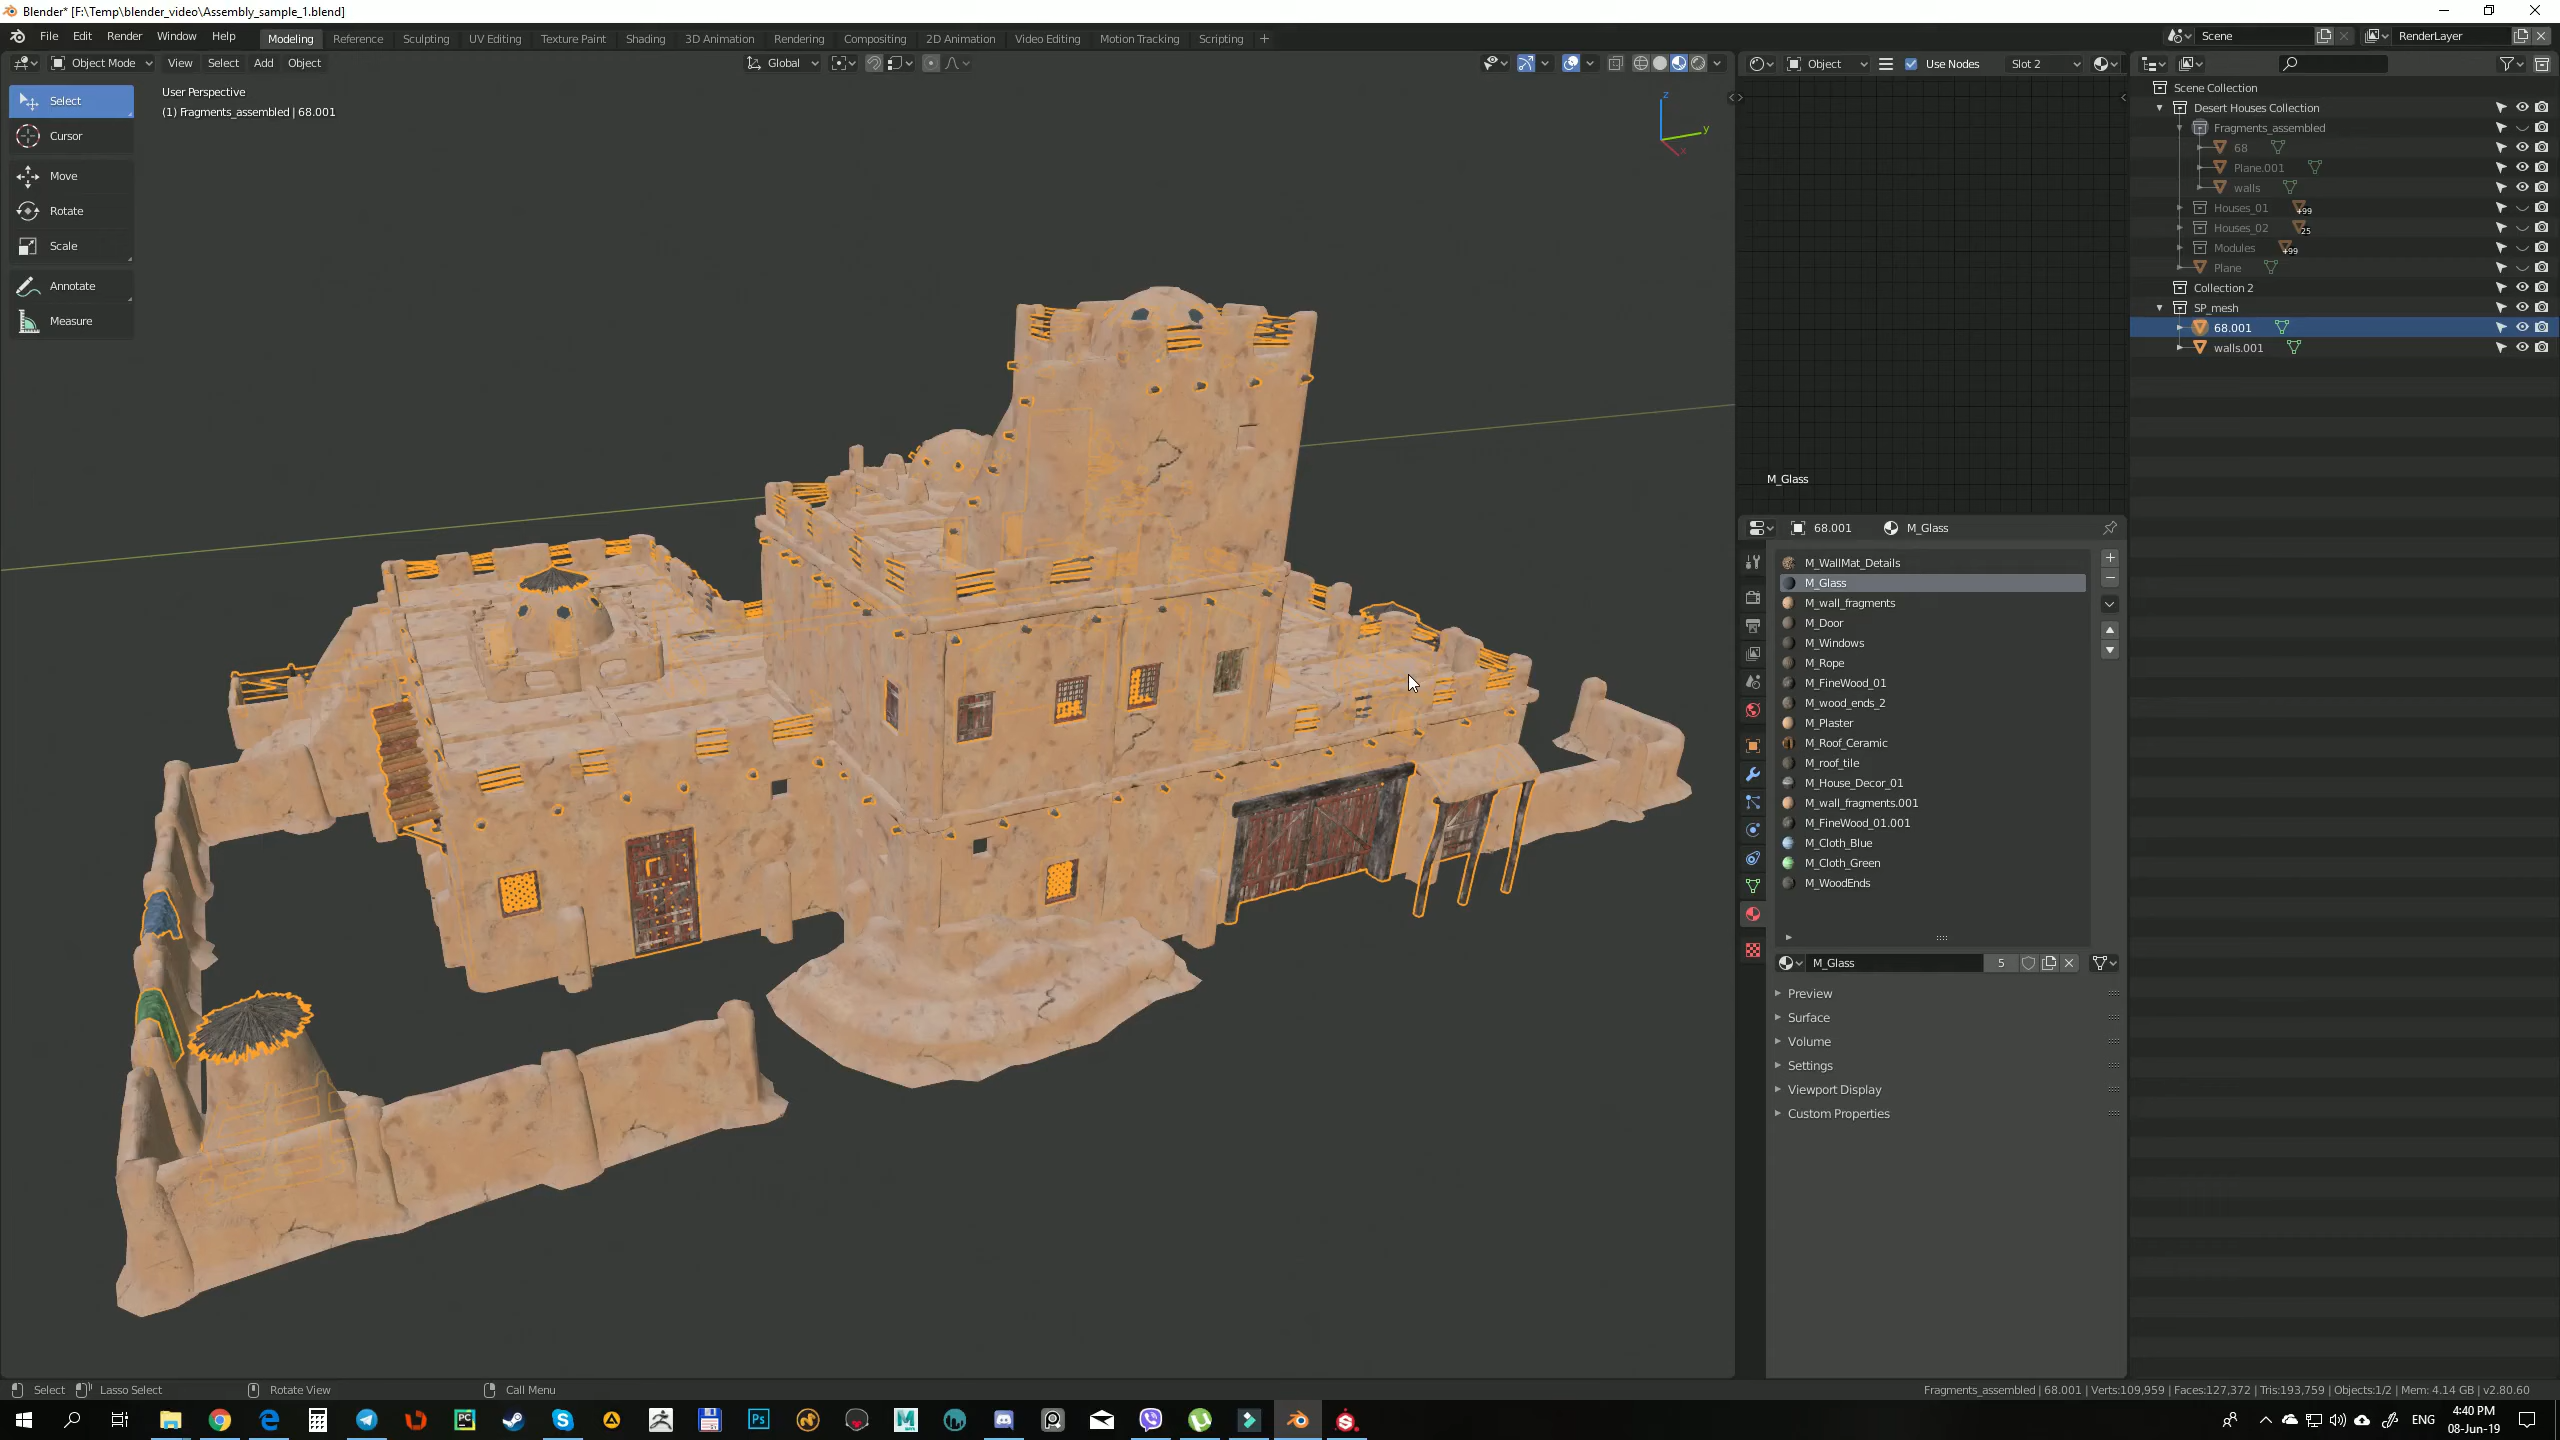 Blender* [F:\Temp\blender_video\Assembly_sample_1.blend]
File Edit Render Window Help
Modeling Reference Sculpting UV Editing Texture Paint Shading 3D Animation Rendering Compositing 2D Animation Video Editing Motion Tracking Scripting +
Scene RenderLayer
Object Mode View Select Add Object Global
Object Use Nodes Slot 2
Select
Cursor
Move
Rotate
Scale
Annotate
Measure
User Perspective
(1) Fragments_assembled | 68.001
z
y
x
M_Glass
68.001 M_Glass
M_WallMat_Details
M_Glass
M_wall_fragments
M_Door
M_Windows
M_Rope
M_FineWood_01
M_wood_ends_2
M_Plaster
M_Roof_Ceramic
M_roof_tile
M_House_Decor_01
M_wall_fragments.001
M_FineWood_01.001
M_Cloth_Blue
M_Cloth_Green
M_WoodEnds
M_Glass 5
Preview
Surface
Volume
Settings
Viewport Display
Custom Properties
Scene Collection
Desert Houses Collection
Fragments_assembled
68
Plane.001
walls
Houses_01 +99
Houses_02 25
Modules +99
Plane
Collection 2
SP_mesh
68.001
walls.001
Select Lasso Select Rotate View Call Menu
Fragments_assembled | 68.001 | Verts:109,959 | Faces:127,372 | Tris:193,759 | Objects:1/2 | Mem: 4.14 GB | v2.80.60
PC
Ps
M
ENG
4:40 PM
08-Jun-19